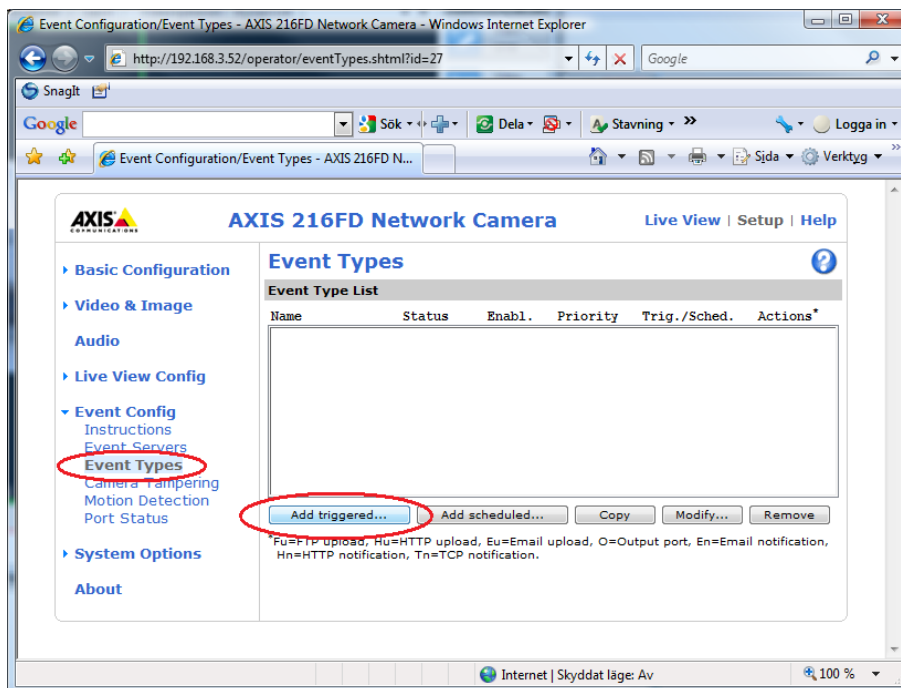 Event Configuration/Event Types - AXIS 216FD Network Camera - Windows Internet Explorer
http://192.168.3.52/operator/eventTypes.shtml?id=27
Google
SnagIt
Google
Sök
Dela
Stavning
Logga in
Event Configuration/Event Types - AXIS 216FD N...
Sida
Verktyg
AXIS
COMMUNICATIONS
AXIS 216FD Network Camera
Live View | Setup | Help
Basic Configuration
Video & Image
Audio
Live View Config
Event Config
Instructions
Event Servers
Event Types
Camera Tampering
Motion Detection
Port Status
System Options
About
Event Types
Event Type List
Name Status Enabl. Priority Trig./Sched. Actions*
Add triggered... Add scheduled... Copy Modify... Remove
*Fu=FTP upload, Hu=HTTP upload, Eu=Email upload, O=Output port, En=Email notification,
Hn=HTTP notification, Tn=TCP notification.
Internet | Skyddat läge: Av
100 %